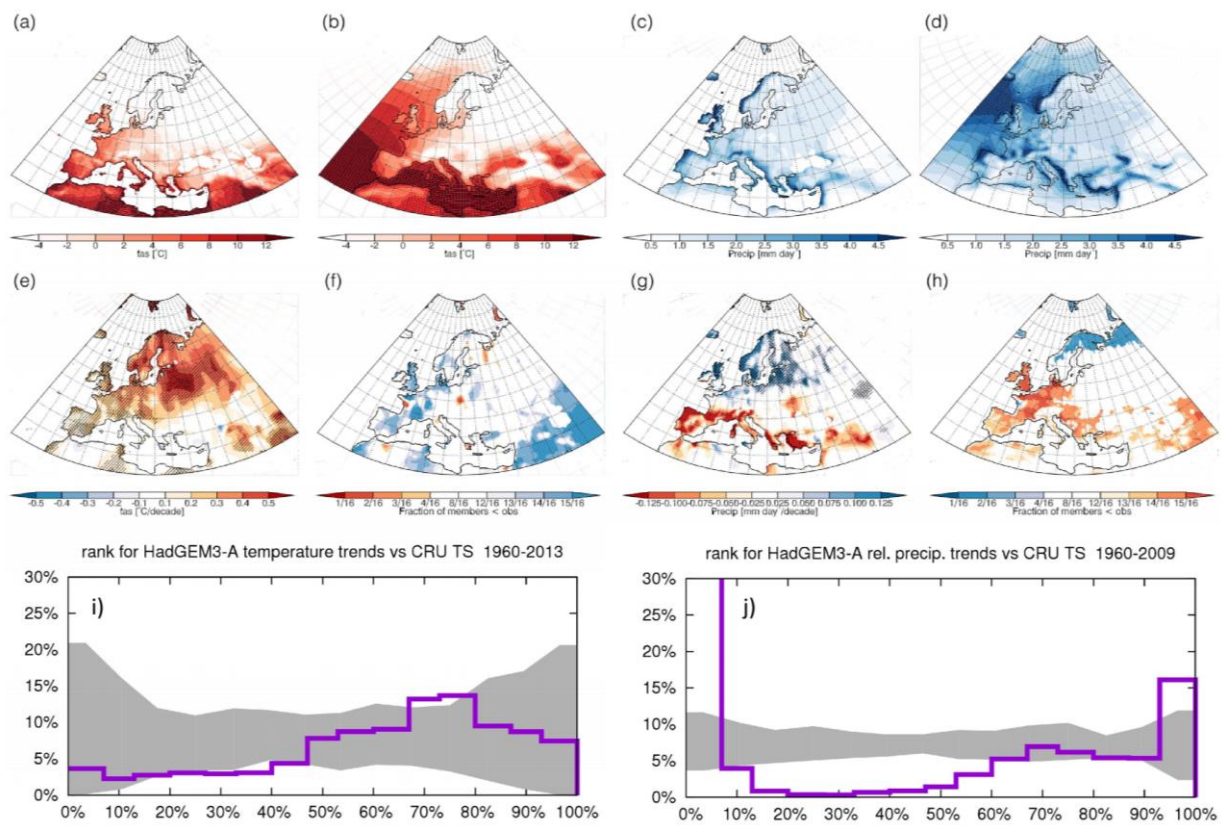 (a) (b) (c) (d)
-4 -2 0 2 4 6 8 10 12
tas [°C]
-4 -2 0 2 4 6 8 10 12
tas [°C]
0.5 1.0 1.5 2.0 2.5 3.0 3.5 4.0 4.5
Precip [mm day⁻]
0.5 1.0 1.5 2.0 2.5 3.0 3.5 4.0 4.5
Precip [mm day⁻]
(e) (f) (g) (h)
-0.5 -0.4 -0.3 -0.2 -0.1 0.1 0.2 0.3 0.4 0.5
tas [°C/decade]
1/16 2/16 3/16 4/16 8/16 12/16 13/16 14/16 15/16
Fraction of members < obs
-0.125 -0.100 -0.075 -0.050 -0.025 0.025 0.050 0.075 0.100 0.125
Precip [mm day⁻/decade]
1/16 2/16 3/16 4/16 8/16 12/16 13/16 14/16 15/16
Fraction of members < obs
rank for HadGEM3-A temperature trends vs CRU TS 1960-2013
30%
25%
20%
15%
10%
5%
0%
i)
0% 10% 20% 30% 40% 50% 60% 70% 80% 90% 100%
rank for HadGEM3-A rel. precip. trends vs CRU TS 1960-2009
30%
25%
20%
15%
10%
5%
0%
j)
0% 10% 20% 30% 40% 50% 60% 70% 80% 90% 100%